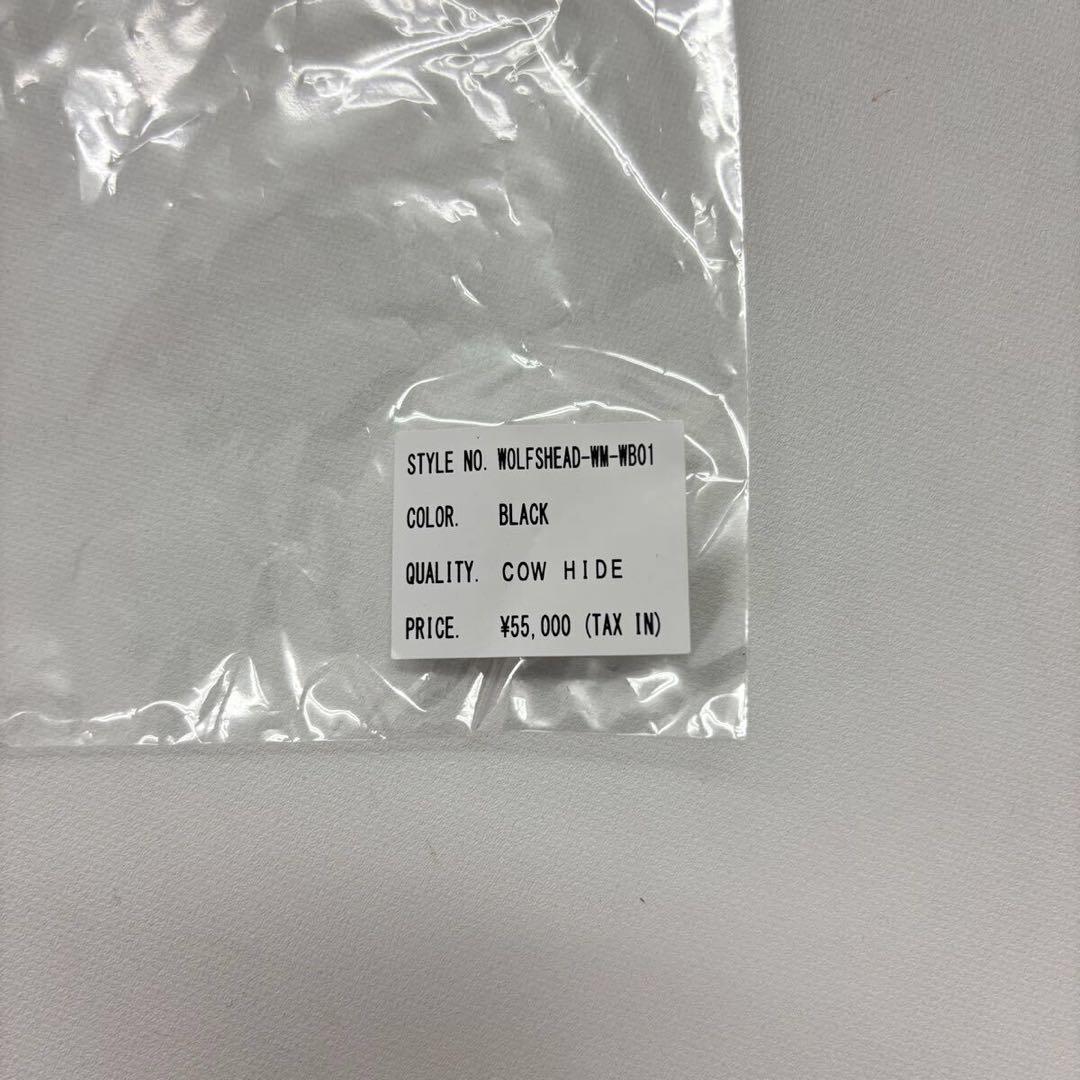 STYLE NO. WOLFSHEAD-WM-WB01
COLOR. BLACK
QUALITY. COW HIDE
PRICE. ¥55,000 (TAX IN)